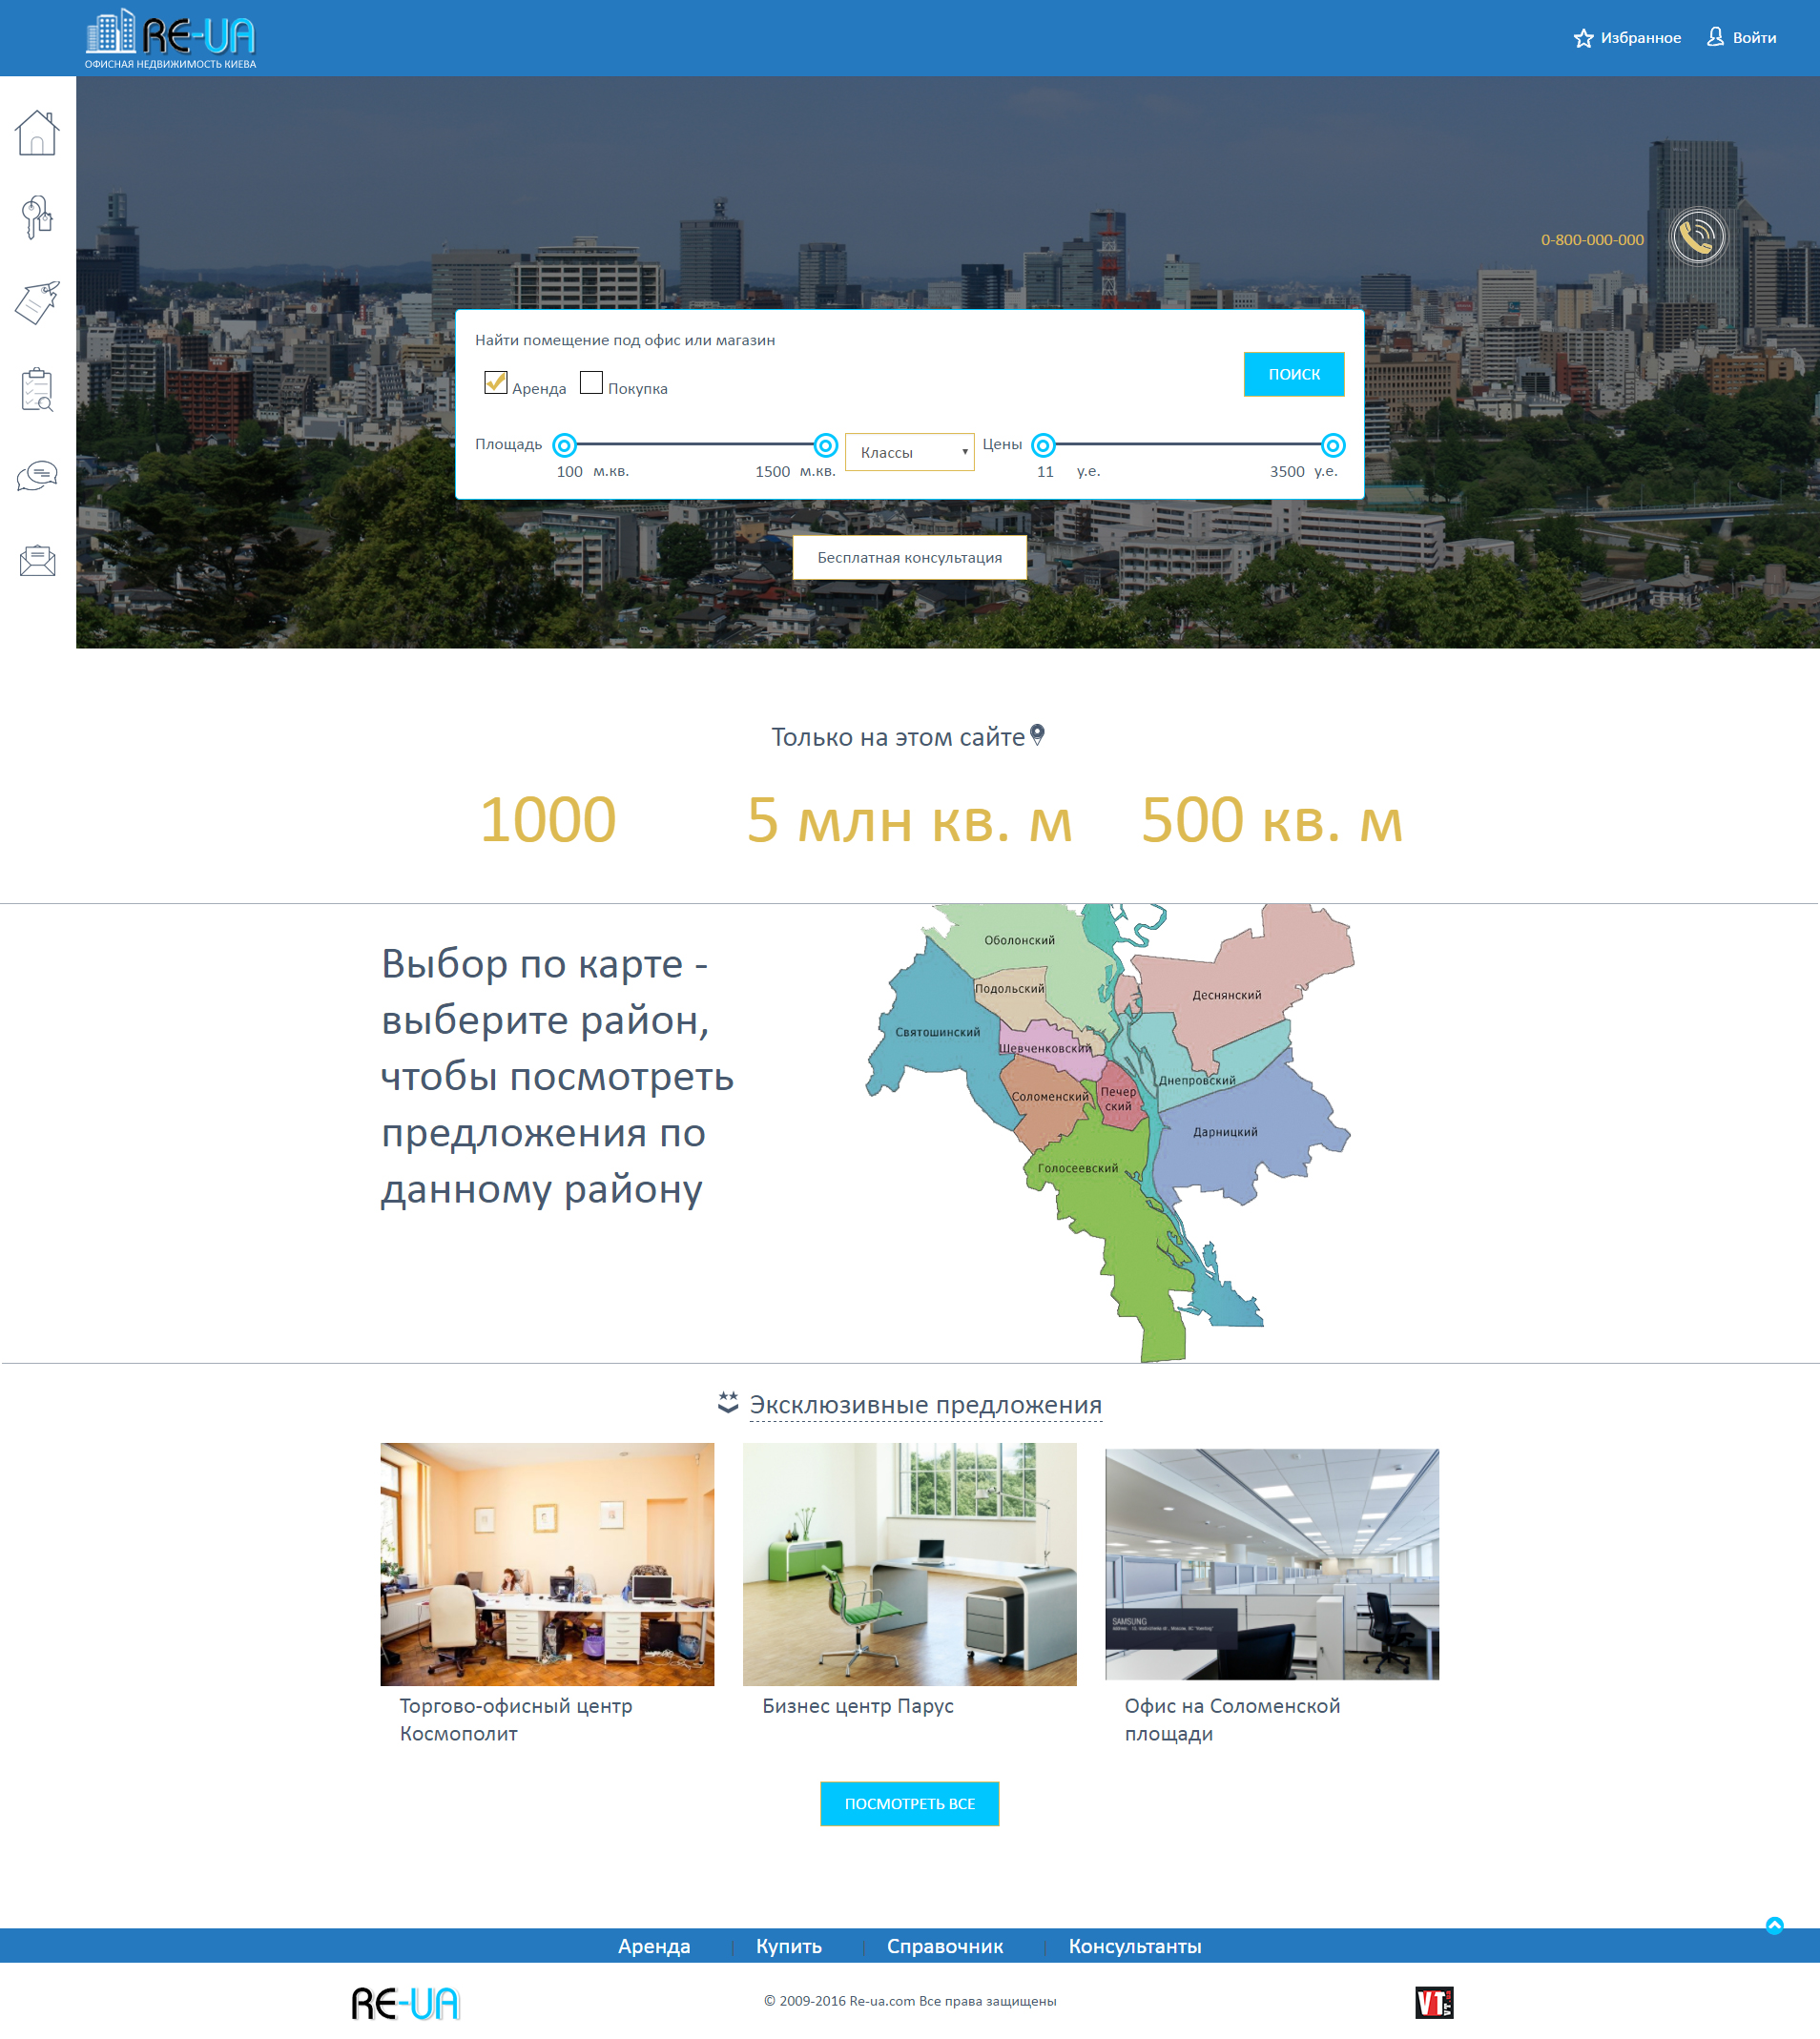 RE-UA
ОФИСНАЯ НЕДВИЖИМОСТЬ КИЕВА
Избранное
Войти
0-800-000-000
Найти помещение под офис или магазин
Аренда
Покупка
ПОИСК
Площадь
100 м.кв.
1500 м.кв.
Классы
Цены
11 у.е.
3500 у.е.
Бесплатная консультация
Только на этом сайте
1000
5 млн кв. м
500 кв. м
Выбор по карте -
выберите район,
чтобы посмотреть
предложения по
данному району
Оболонский
Подольский
Деснянский
Святошинский
Шевченковский
Днепровский
Соломенский
Печер
ский
Дарницкий
Голосеевский
Эксклюзивные предложения
SAMSUNG
Торгово-офисный центр
Космополит
Бизнес центр Парус
Офис на Соломенской
площади
ПОСМОТРЕТЬ ВСЕ
Аренда
Купить
Справочник
Консультанты
RE-UA
© 2009-2016 Re-ua.com Все права защищены
VT